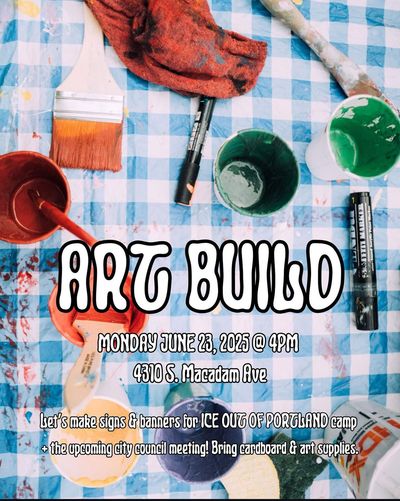 ART BUILD
MONDAY JUNE 23, 2025 @ 4PM
4310 S. Macadam Ave
Let's make signs & banners for ICE OUT OF PORTLAND camp
+ the upcoming city council meeting! Bring cardboard & art supplies.